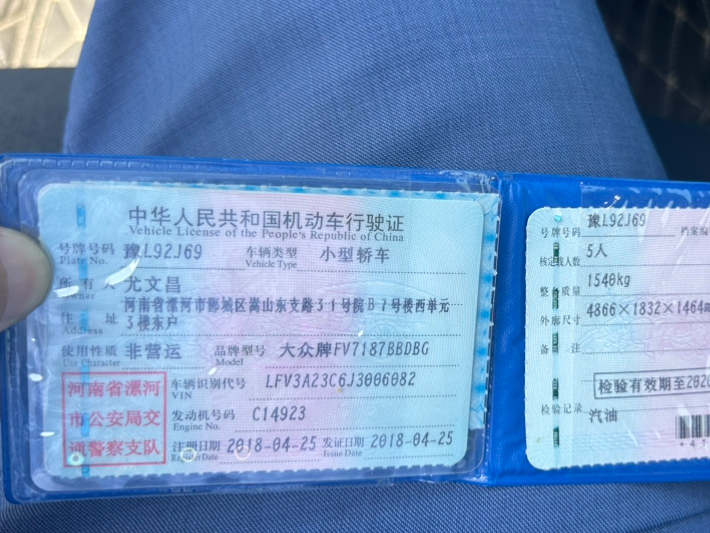 中华人民共和国机动车行驶证
Vehicle License of the People's Republic of China
号牌号码 豫L92J69 车辆类型 小型轿车
Plate No. Vehicle Type
所有人 尤文昌
Owner
住址 河南省漯河市郾城区嵩山东支路31号院B7号楼西单元
3楼东户
Address
使用性质 非营运 品牌型号 大众牌FV7187BBDBG
Use Character Model
河南省漯河
市公安局交
通警察支队
车辆识别代号 LFV3A23C6J3006082
VIN
发动机号码 C14923
Engine No.
注册日期 2018-04-25 发证日期 2018-04-25
Register Date Issue Date
号牌号码 豫L92J69 档案编
核定载人数 5人
整备质量 1540kg
外廓尺寸 4866×1832×1464
备注
检验有效期至202
检验记录 汽油